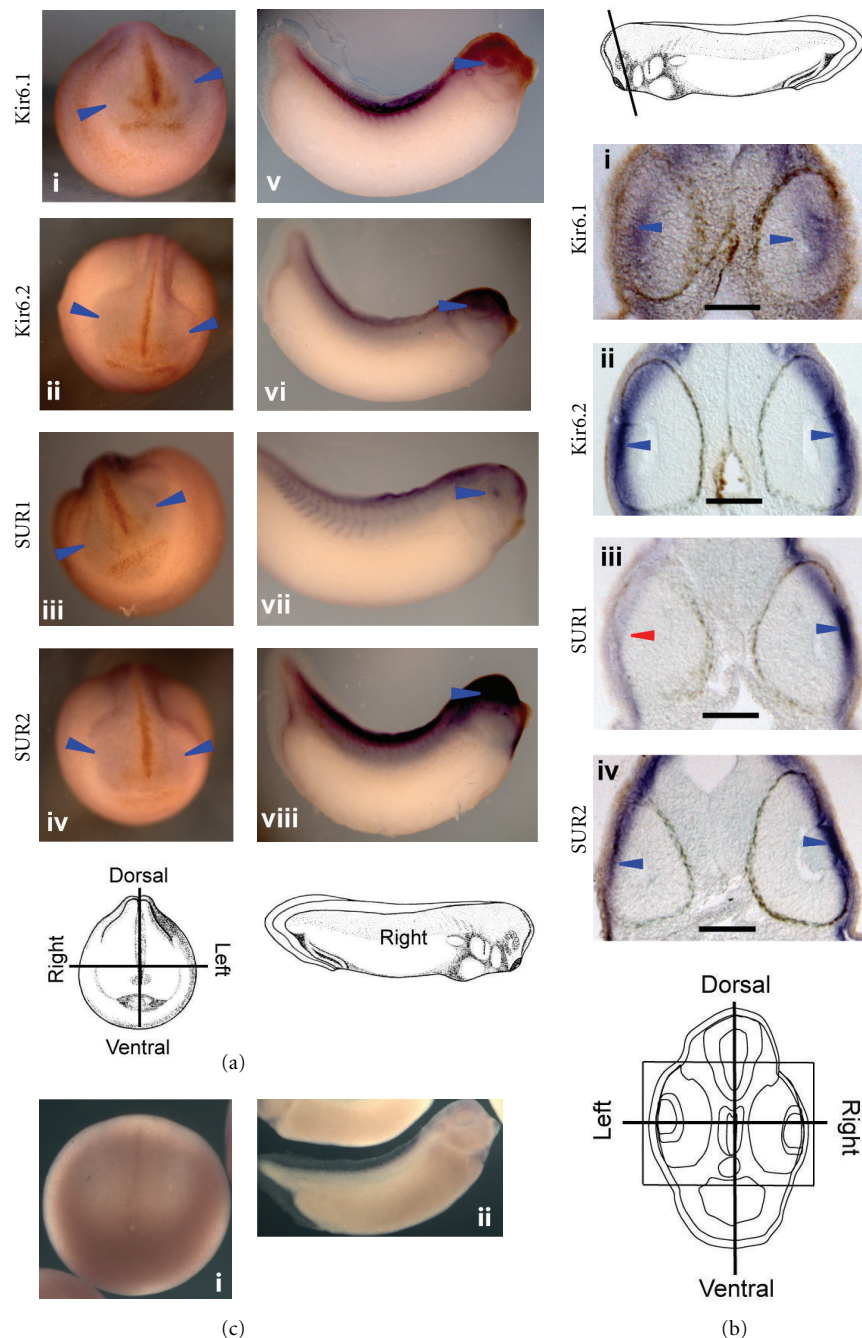 Kir6.1
i
v
Kir6.2
ii
vi
SUR1
iii
vii
SUR2
iv
viii
Dorsal
Right
Left
Ventral
Right
(a)
i
ii
(c)
Kir6.1
i
Kir6.2
ii
SUR1
iii
SUR2
iv
Dorsal
Left
Right
Ventral
(b)